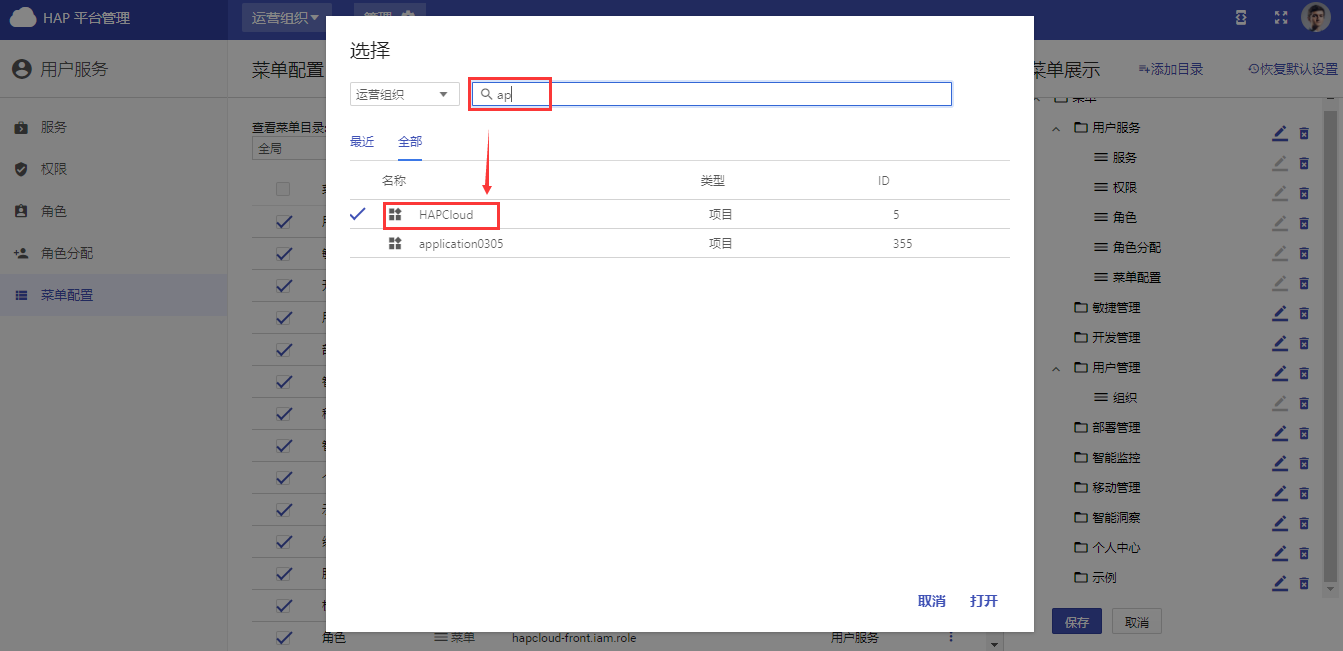 HAP 平台管理
运营组织
管理
用户服务
服务
权限
角色
角色分配
菜单配置
菜单配置
查看菜单目录:
全局
选择
运营组织
ap
最近
全部
名称 类型 ID
HAPCloud 项目 5
application0305 项目 355
取消 打开
角色 菜单 hapcloud-front.iam.role 用户服务
菜单展示
添加目录
恢复默认设置
菜单
用户服务
服务
权限
角色
角色分配
菜单配置
敏捷管理
开发管理
用户管理
组织
部署管理
智能监控
移动管理
智能洞察
个人中心
示例
保存 取消